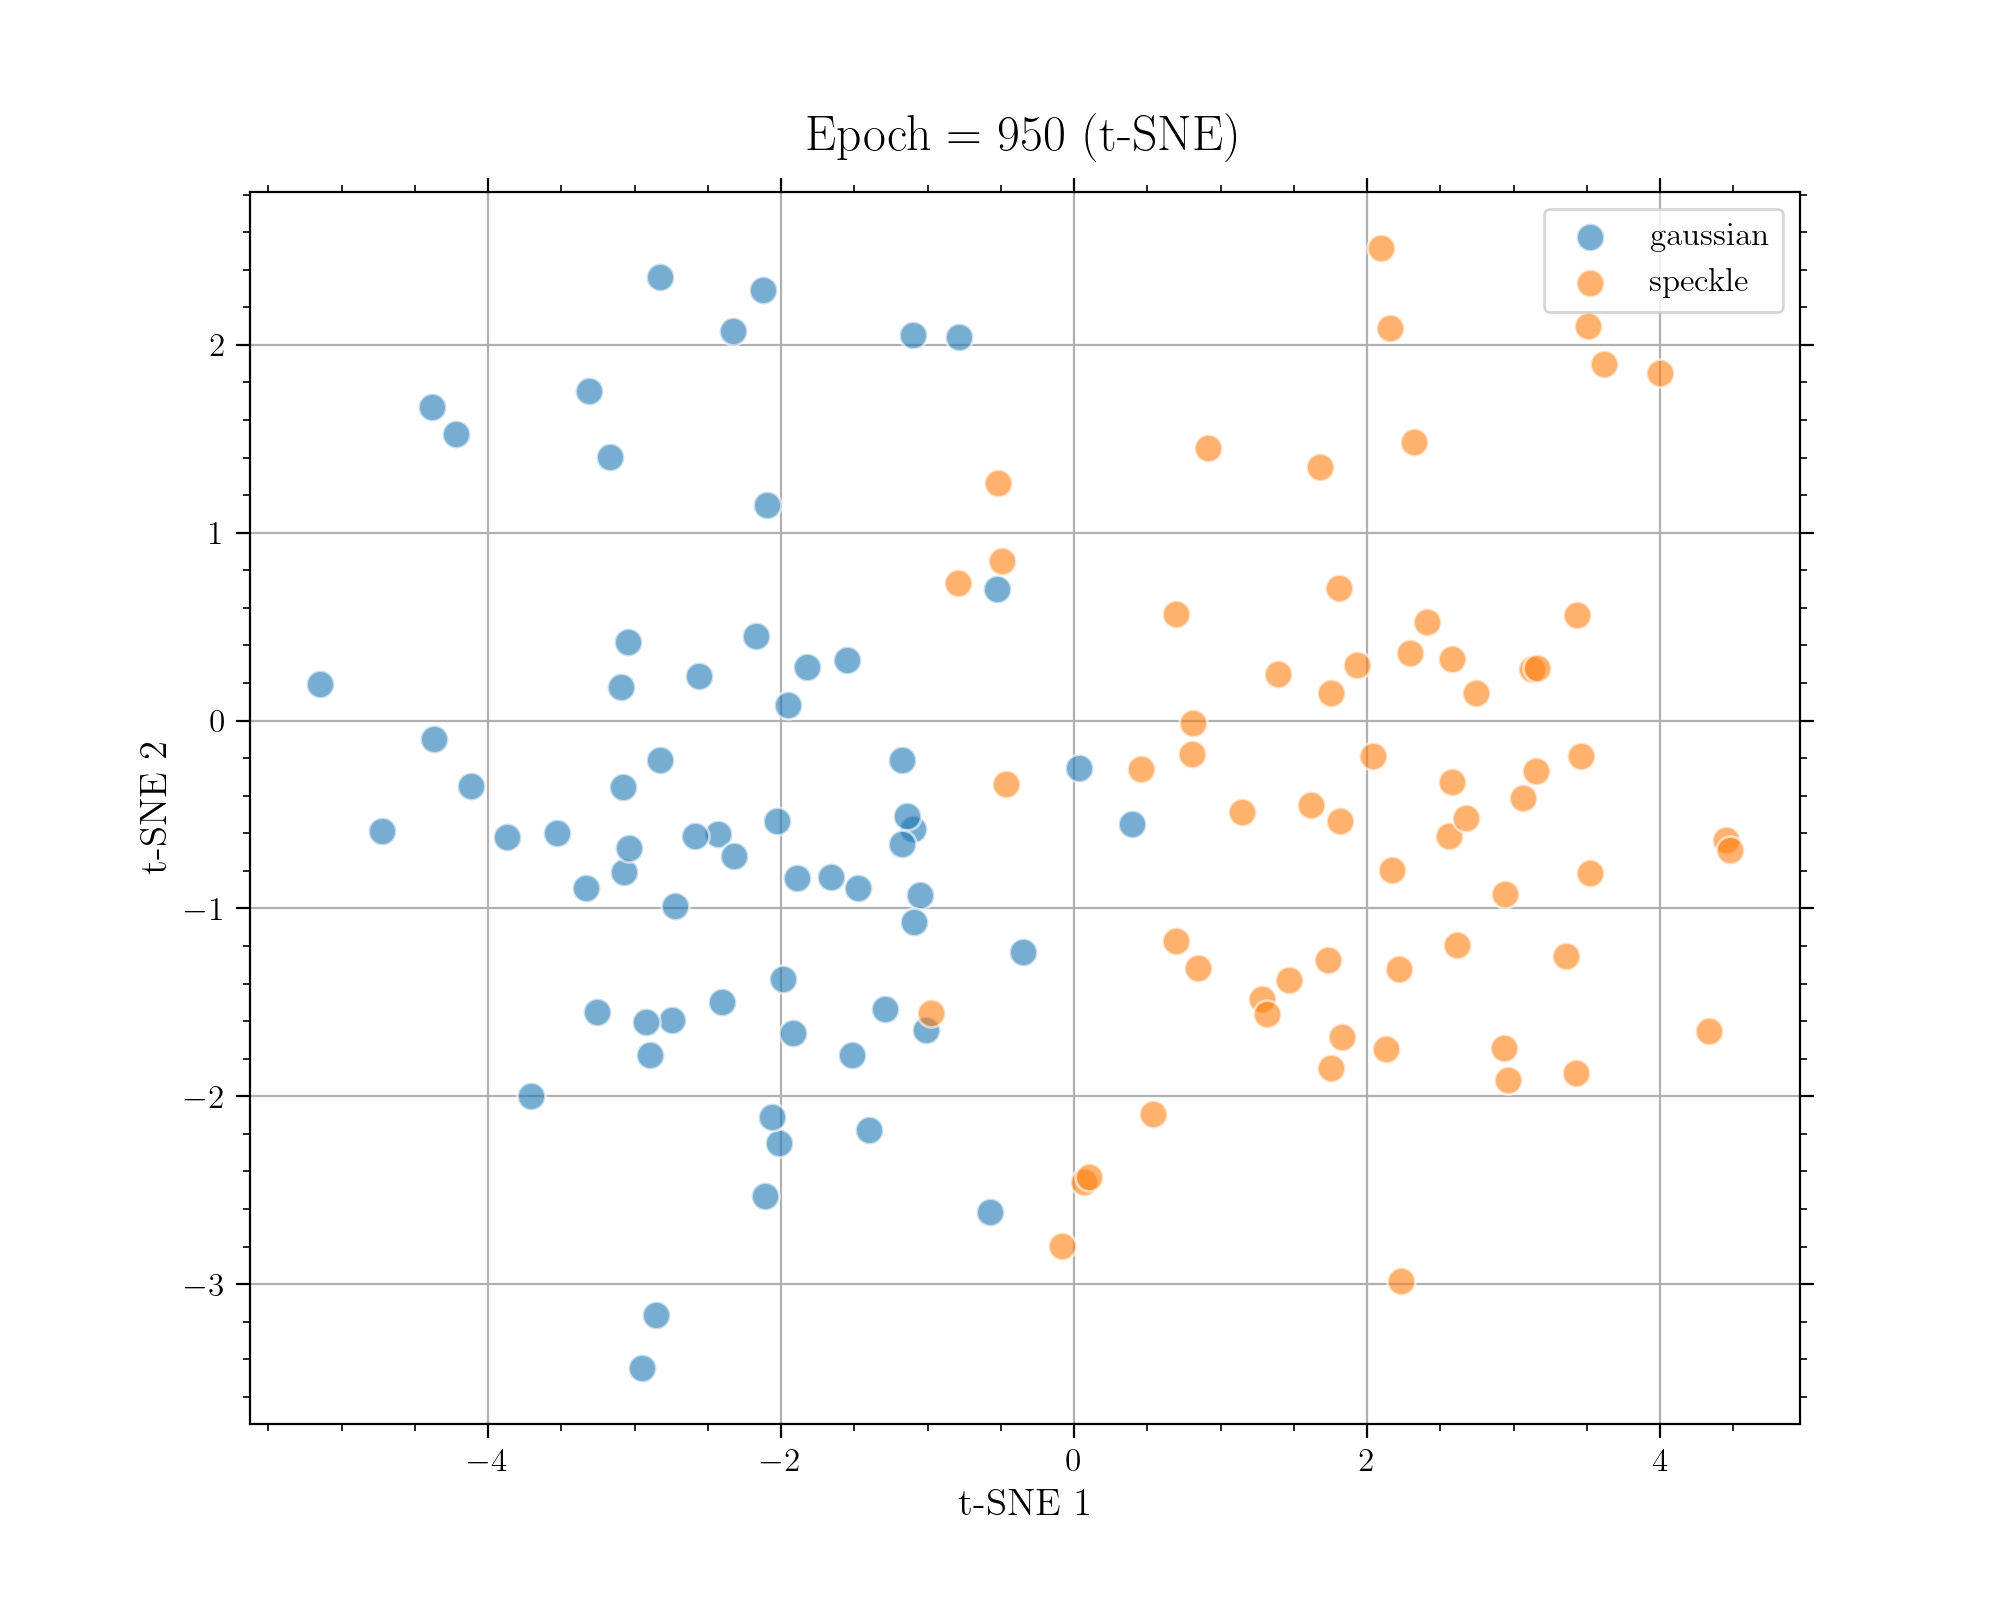 Epoch = 950 (t-SNE)
gaussian
speckle
2
1
0
−1
−2
−3
t-SNE 2
−4
−2
0
2
4
t-SNE 1